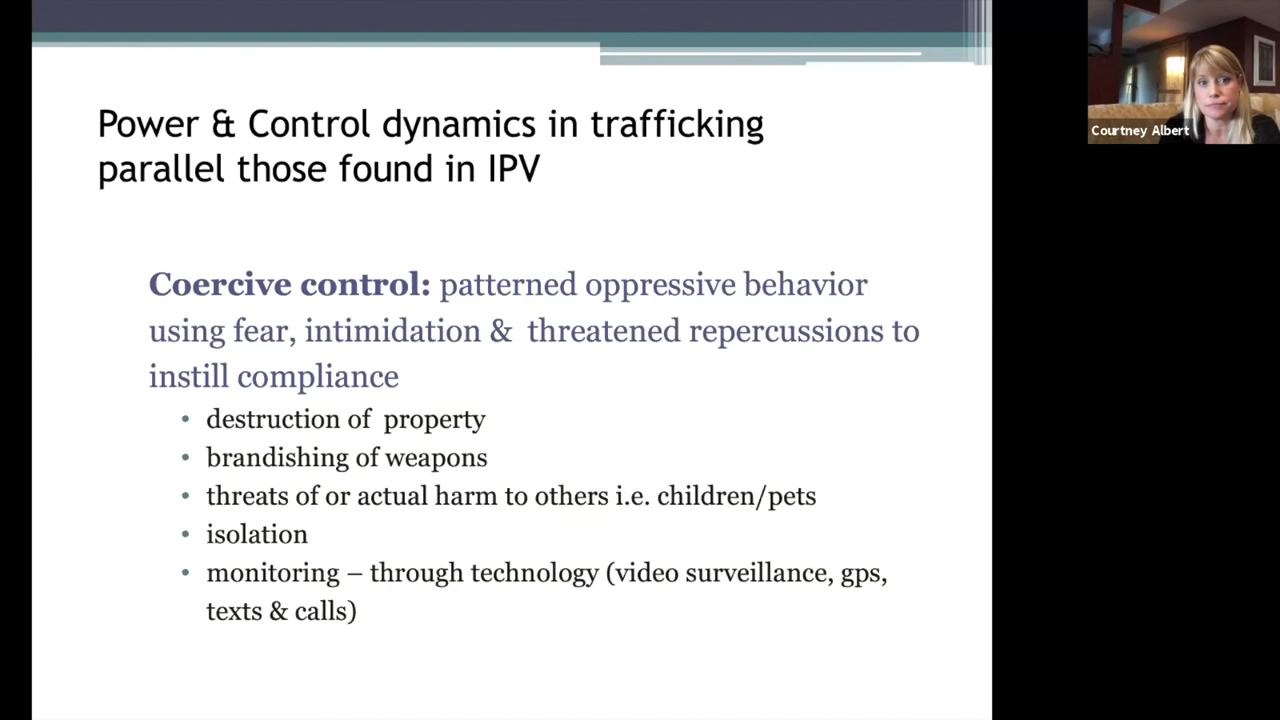 Power & Control dynamics in trafficking
parallel those found in IPV
Coercive control: patterned oppressive behavior
using fear, intimidation &  threatened repercussions to
instill compliance
• destruction of  property
• brandishing of weapons
• threats of or actual harm to others i.e. children/pets
• isolation
• monitoring – through technology (video surveillance, gps,
texts & calls)
Courtney Albert